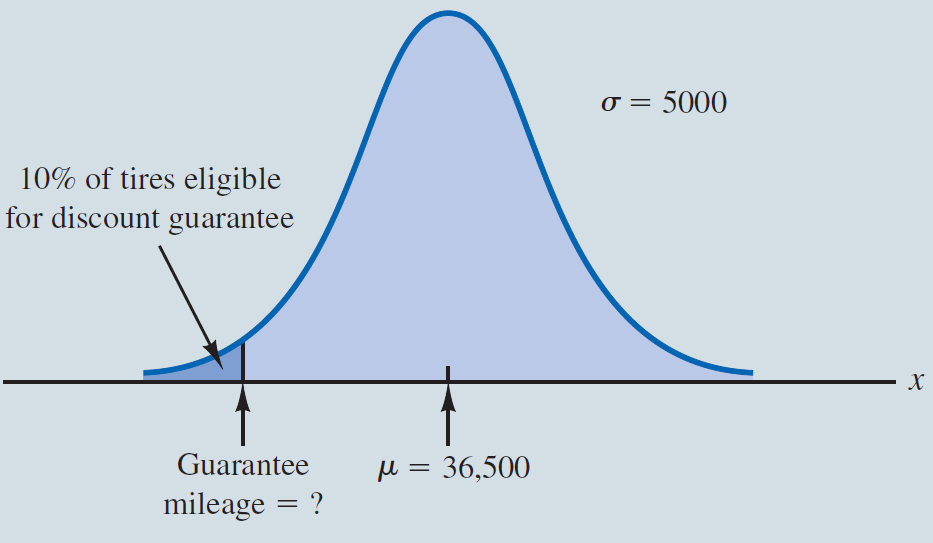 σ = 5000
10% of tires eligible
for discount guarantee
x
Guarantee
mileage = ?
μ = 36,500